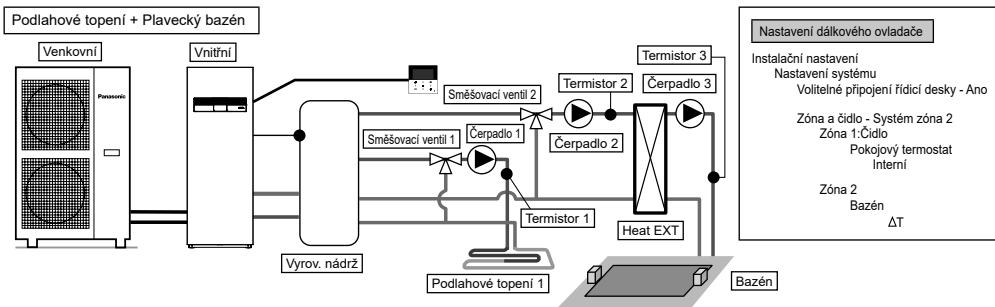 Podlahové topení + Plavecký bazén
Venkovní
Vnitřní
Panasonic
Směšovací ventil 2
Termistor 2
Termistor 3
Čerpadlo 3
Směšovací ventil 1
Čerpadlo 1
Čerpadlo 2
Termistor 1
Heat EXT
Vyrov. nádrž
Podlahové topení 1
Bazén
Nastavení dálkového ovladače
Instalační nastavení
Nastavení systému
Volitelné připojení řídicí desky - Ano
Zóna a čidlo - Systém zóna 2
Zóna 1:Čidlo
Pokojový termostat
Interní
Zóna 2
Bazén
ΔT